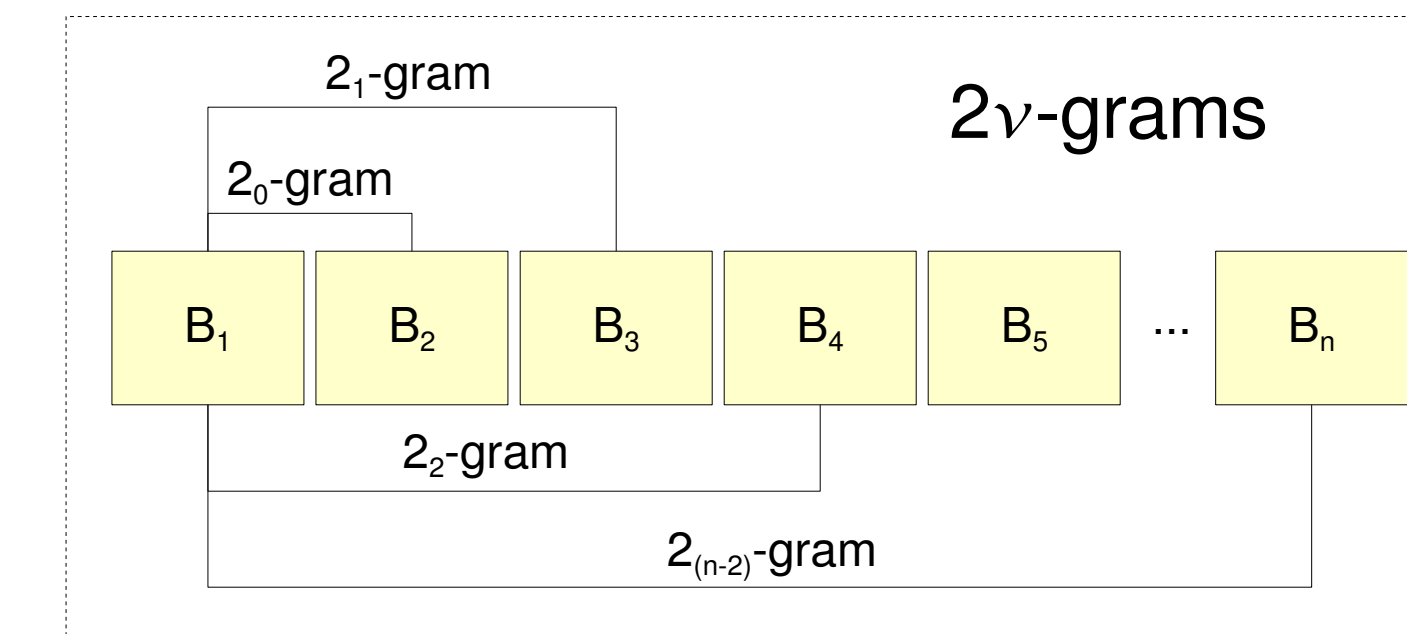 2₁-gram
2ν-grams
2₀-gram
B₁ B₂ B₃ B₄ B₅ ... Bₙ
2₂-gram
2₍ₙ₋₂₎-gram